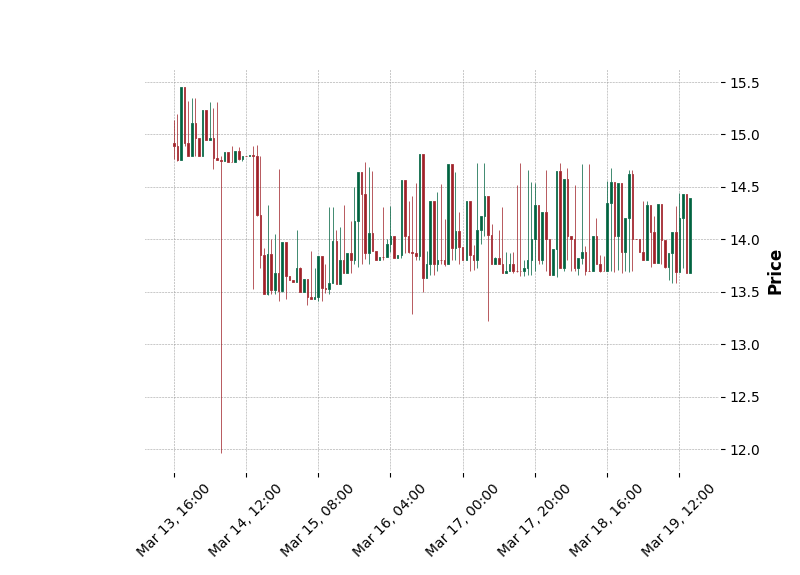 15.5
15.0
14.5
14.0
13.5
13.0
12.5
12.0
Price
Mar 13, 16:00
Mar 14, 12:00
Mar 15, 08:00
Mar 16, 04:00
Mar 17, 00:00
Mar 17, 20:00
Mar 18, 16:00
Mar 19, 12:00